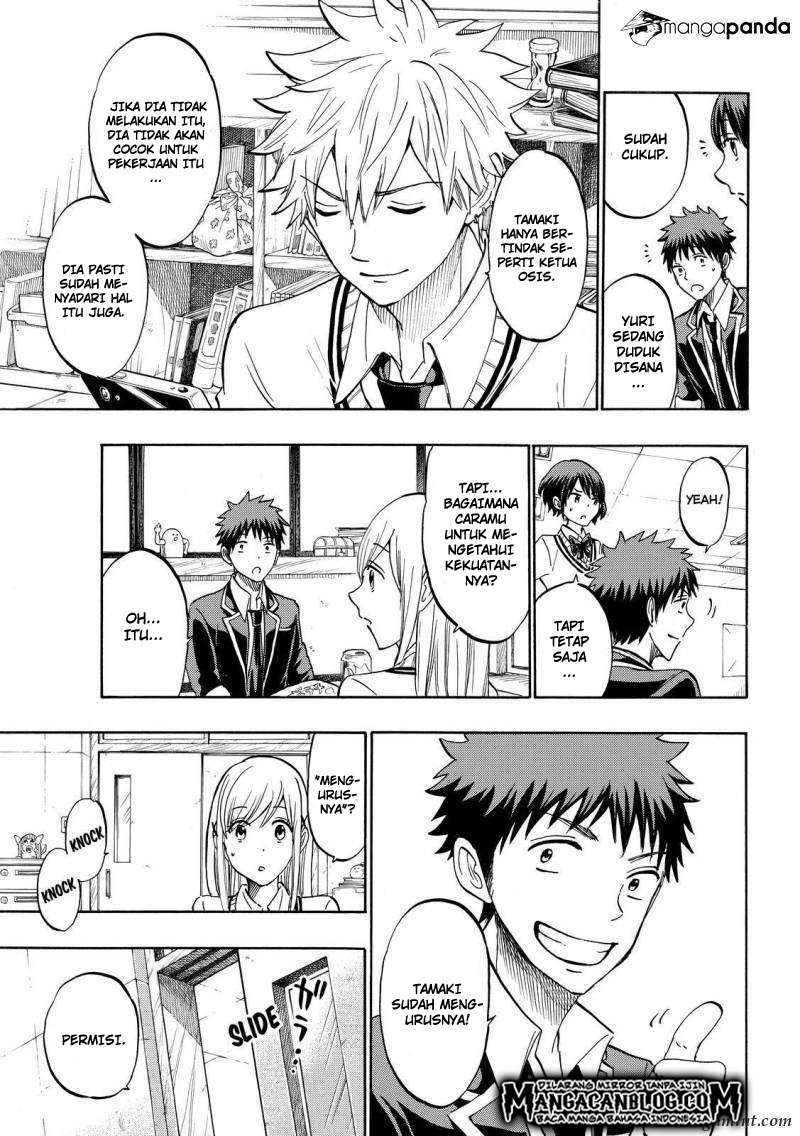 mangapanda
SUDAH
CUKUP.
YURI
SEDANG
DUDUK
DISANA
...
TAMAKI
HANYA BER-
TINDAK SE-
PERTI KETUA
OSIS.
JIKA DIA TIDAK
MELAKUKAN ITU,
DIA TIDAK AKAN
COCOK UNTUK
PEKERJAAN ITU
...
DIA PASTI
SUDAH ME-
NYADARI HAL
ITU JUGA.
YEAH!
TAPI
TETAP
SAJA
...
TAPI...
BAGAIMANA
CARAMU
UNTUK ME-
NGETAHUI
KEKUATAN-
NYA?
OH...
ITU...
TAMAKI
SUDAH MENG-
URUSNYA!
"MENG-
URUS-
NYA"?
KNOCK
KNOCK
ガラ.
SLIDE
PERMISI.
DILARANG MIRROR TANPA IJIN
MANGACANBLOG.COM
BACA MANGA BAHASA INDONESIA